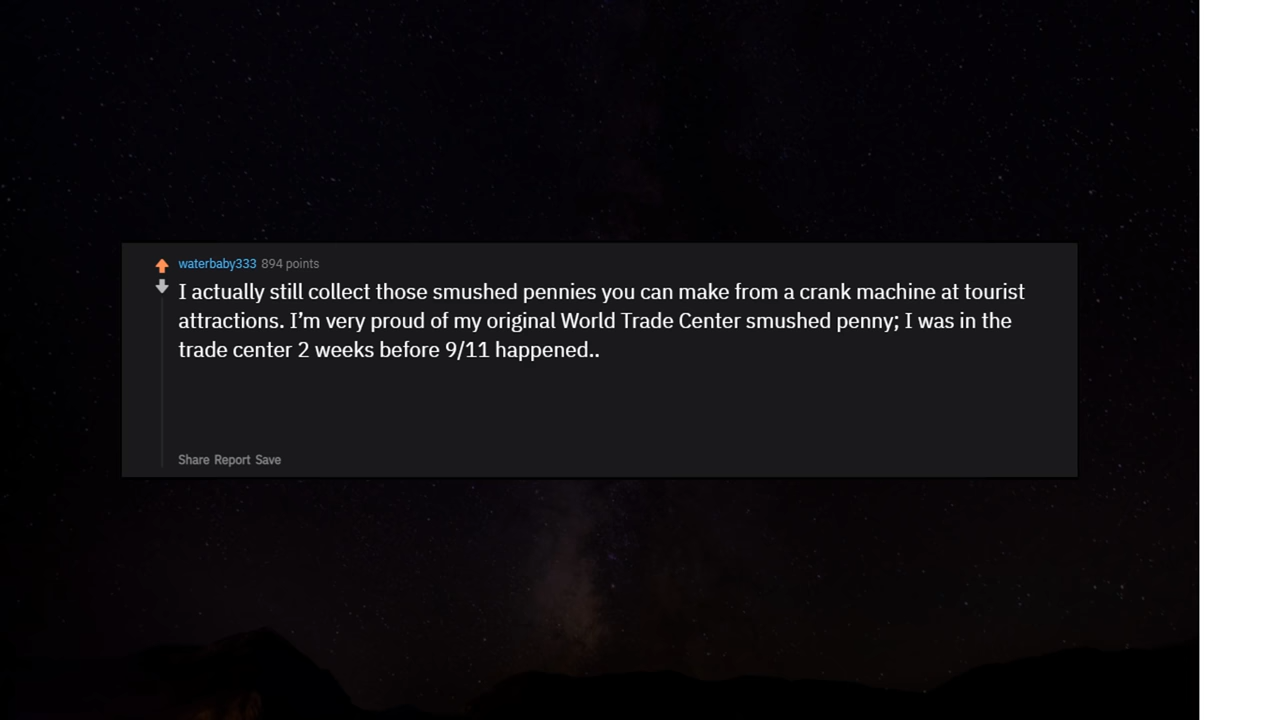 waterbaby333 894 points
I actually still collect those smushed pennies you can make from a crank machine at tourist
attractions. I’m very proud of my original World Trade Center smushed penny; I was in the
trade center 2 weeks before 9/11 happened..
Share Report Save